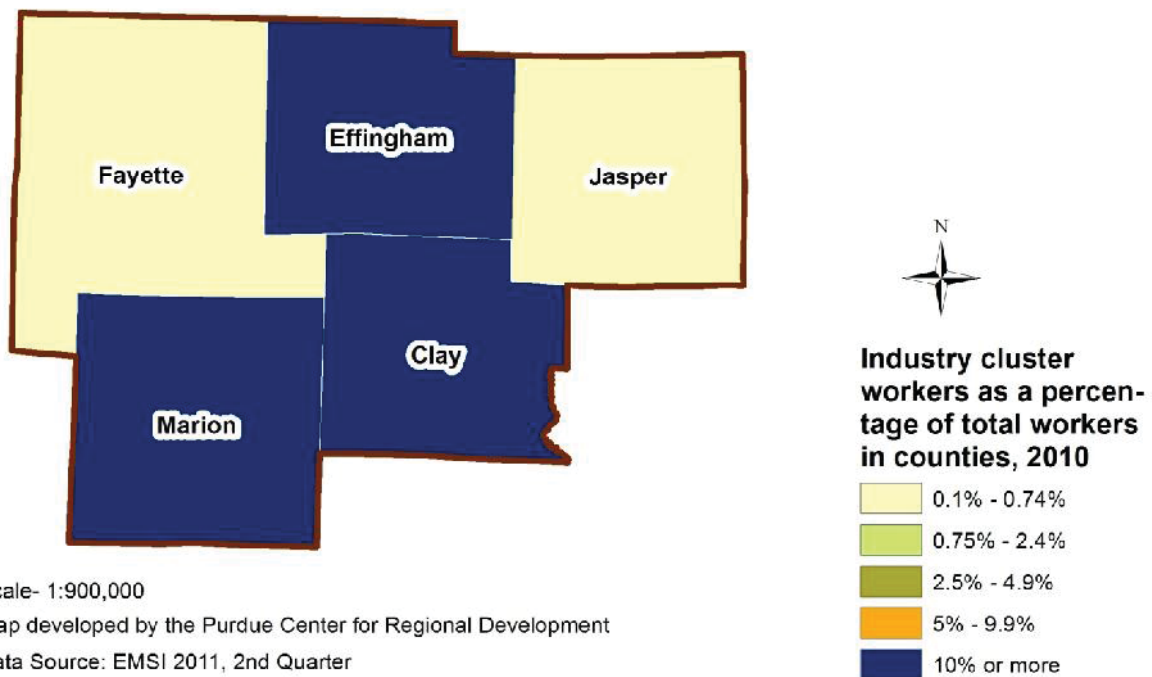 Effingham
Fayette
Jasper
Clay
Marion
N
Industry cluster
workers as a percen-
tage of total workers
in counties, 2010
0.1% - 0.74%
0.75% - 2.4%
2.5% - 4.9%
5% - 9.9%
10% or more
cale- 1:900,000
ap developed by the Purdue Center for Regional Development
ata Source: EMSI 2011, 2nd Quarter